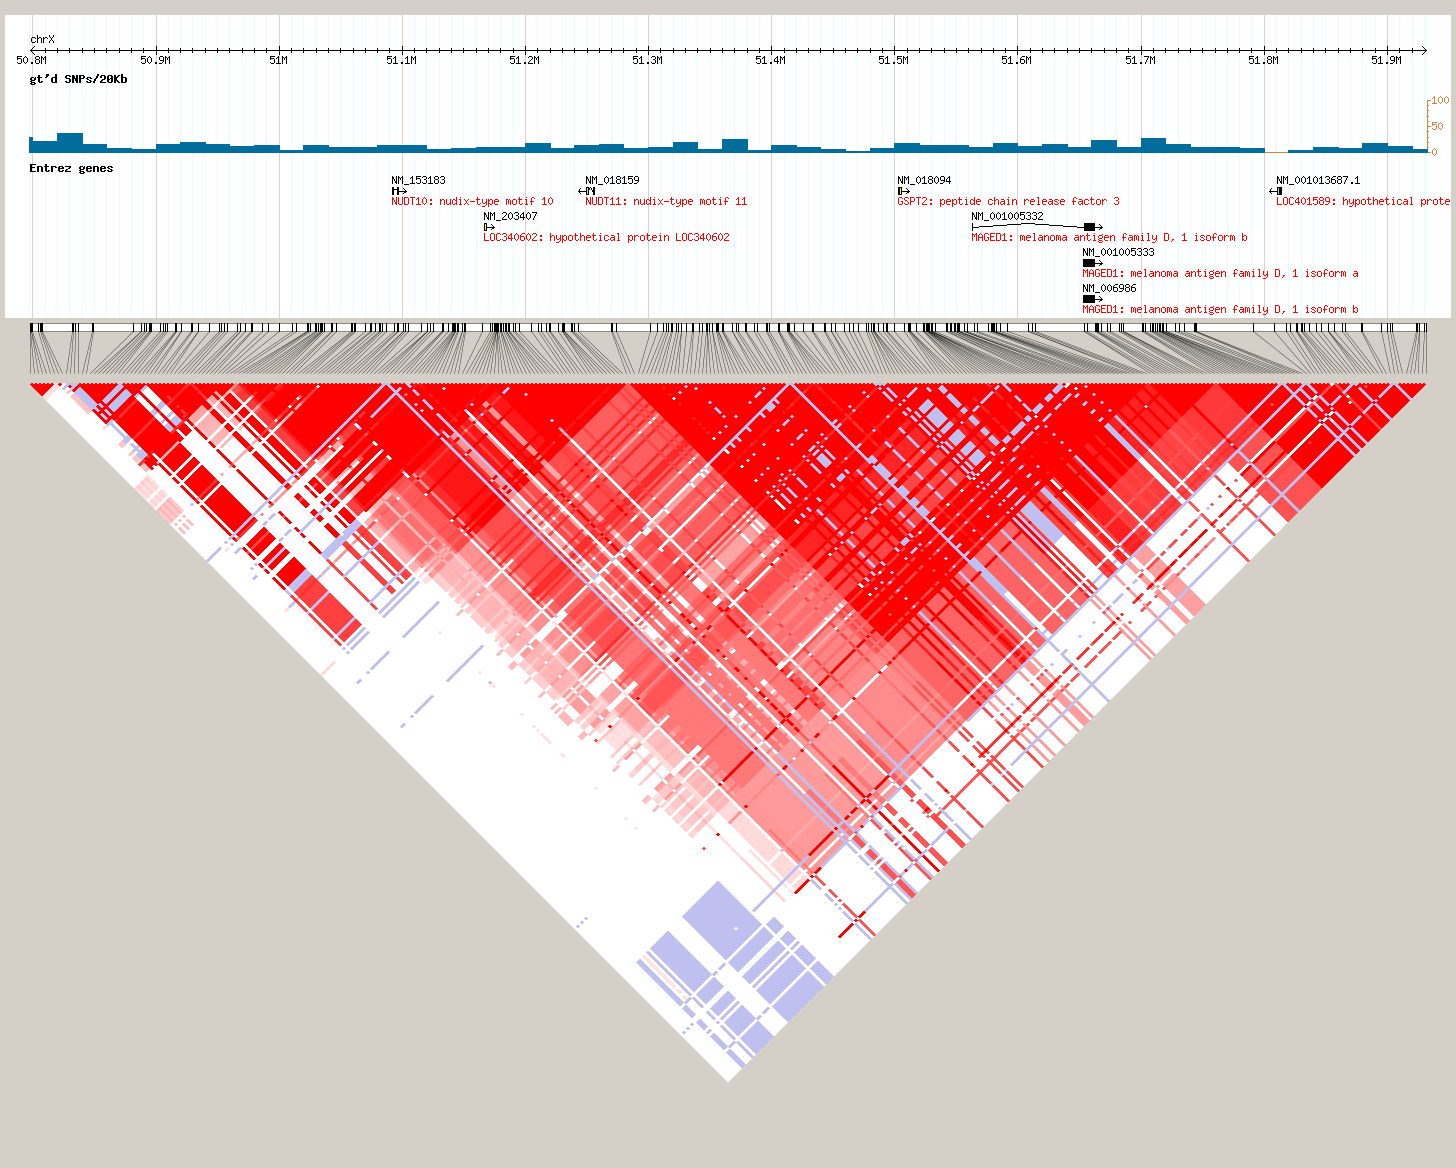 chrX
50.8M 50.9M 51M 51.1M 51.2M 51.3M 51.4M 51.5M 51.6M 51.7M 51.8M 51.9M
gt'd SNPs/20Kb
100
50
0
Entrez genes
NM_153183 NM_018159 NM_018094 NM_001013687.1
NUDT10: nudix-type motif 10 NUDT11: nudix-type motif 11 GSPT2: peptide chain release factor 3 LOC401589: hypothetical prote
NM_203407 NM_001005332
LOC340602: hypothetical protein LOC340602 MAGED1: melanoma antigen family D, 1 isoform b
NM_001005333
MAGED1: melanoma antigen family D, 1 isoform a
NM_006986
MAGED1: melanoma antigen family D, 1 isoform b